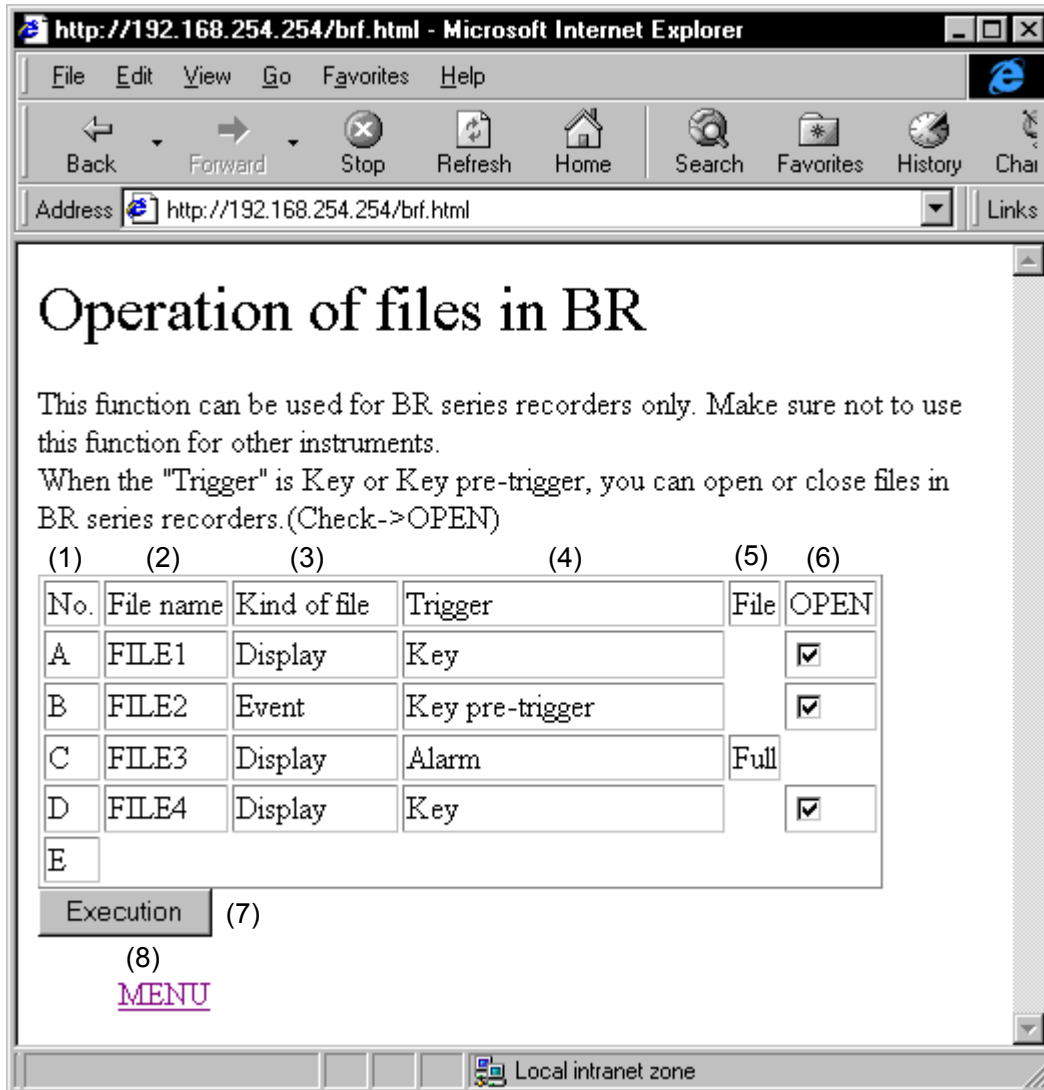 http://192.168.254.254/brf.html - Microsoft Internet Explorer
File Edit View Go Favorites Help
Back Forward Stop Refresh Home Search Favorites History
Address http://192.168.254.254/brf.html Links
Operation of files in BR
This function can be used for BR series recorders only. Make sure not to use
this function for other instruments.
When the "Trigger" is Key or Key pre-trigger, you can open or close files in
BR series recorders.(Check->OPEN)
(1) (2) (3) (4) (5) (6)
No. File name Kind of file Trigger File OPEN
A FILE1 Display Key
B FILE2 Event Key pre-trigger
C FILE3 Display Alarm Full
D FILE4 Display Key
E
Execution (7)
(8)
MENU
Local intranet zone